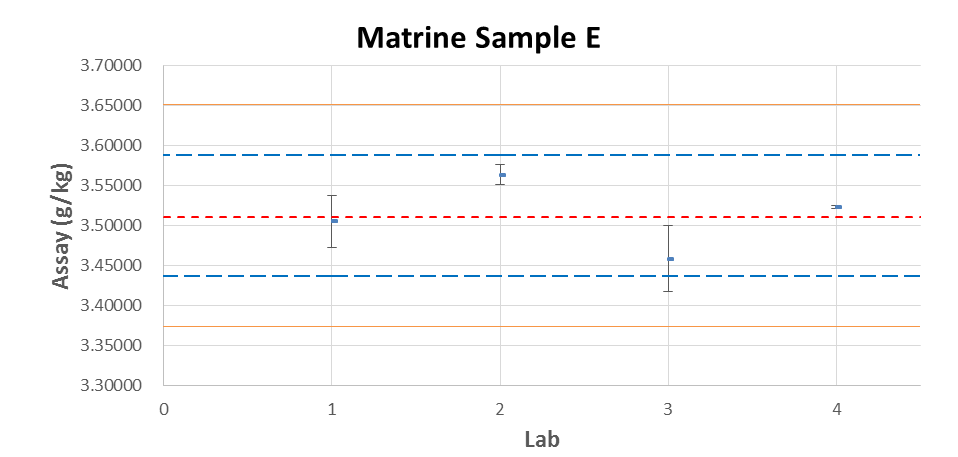 Matrine Sample E
3.70000
3.65000
3.60000
3.55000
3.50000
3.45000
3.40000
3.35000
3.30000
Assay (g/kg)
0 1 2 3 4
Lab